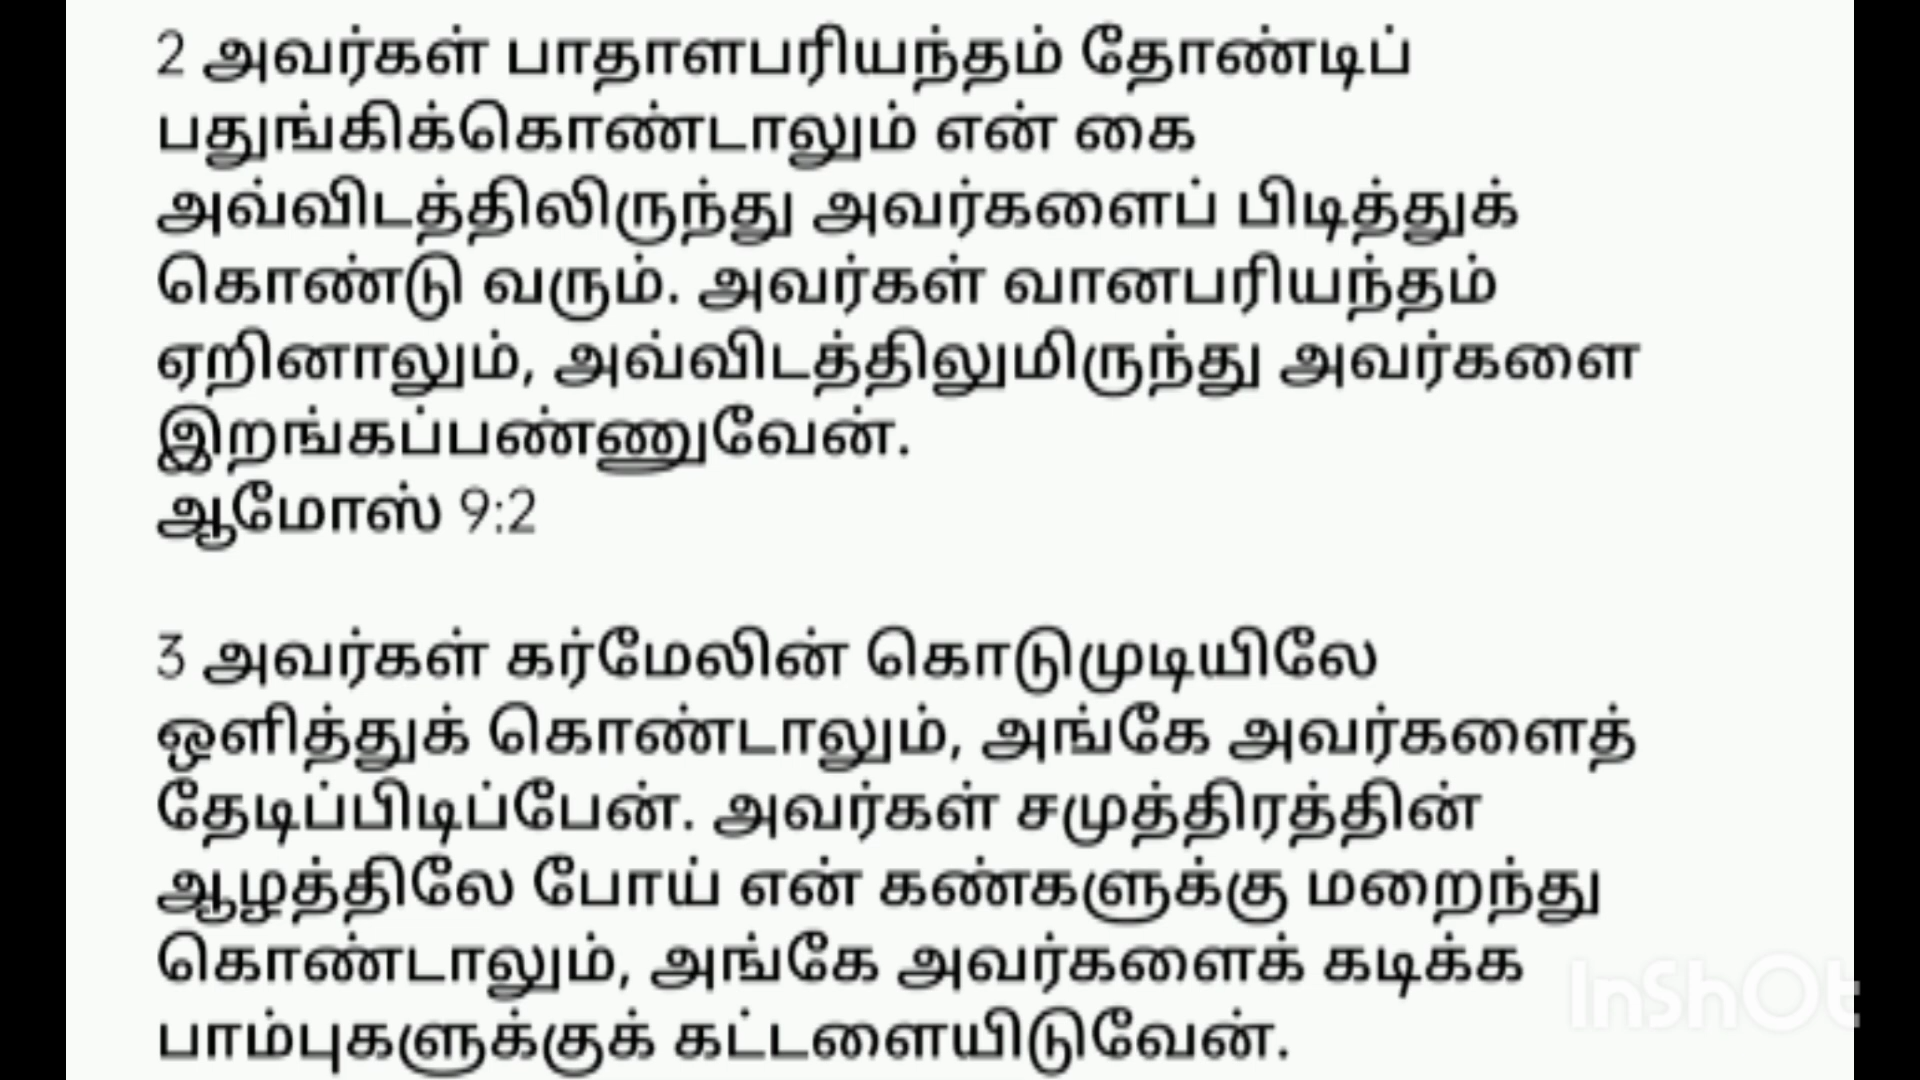 2 அவர்கள் பாதாளபரியந்தம் தோண்டிப்
பதுங்கிக்கொண்டாலும் என் கை
அவ்விடத்திலிருந்து அவர்களைப் பிடித்துக்
கொண்டு வரும். அவர்கள் வானபரியந்தம்
ஏறினாலும், அவ்விடத்திலுமிருந்து அவர்களை
இறங்கப்பண்ணுவேன்.
ஆமோஸ் 9:2
3 அவர்கள் கர்மேலின் கொடுமுடியிலே
ஒளித்துக் கொண்டாலும், அங்கே அவர்களைத்
தேடிப்பிடிப்பேன். அவர்கள் சமுத்திரத்தின்
ஆழத்திலே போய் என் கண்களுக்கு மறைந்து
கொண்டாலும், அங்கே அவர்களைக் கடிக்க
பாம்புகளுக்குக் கட்டளையிடுவேன்.
InShOt